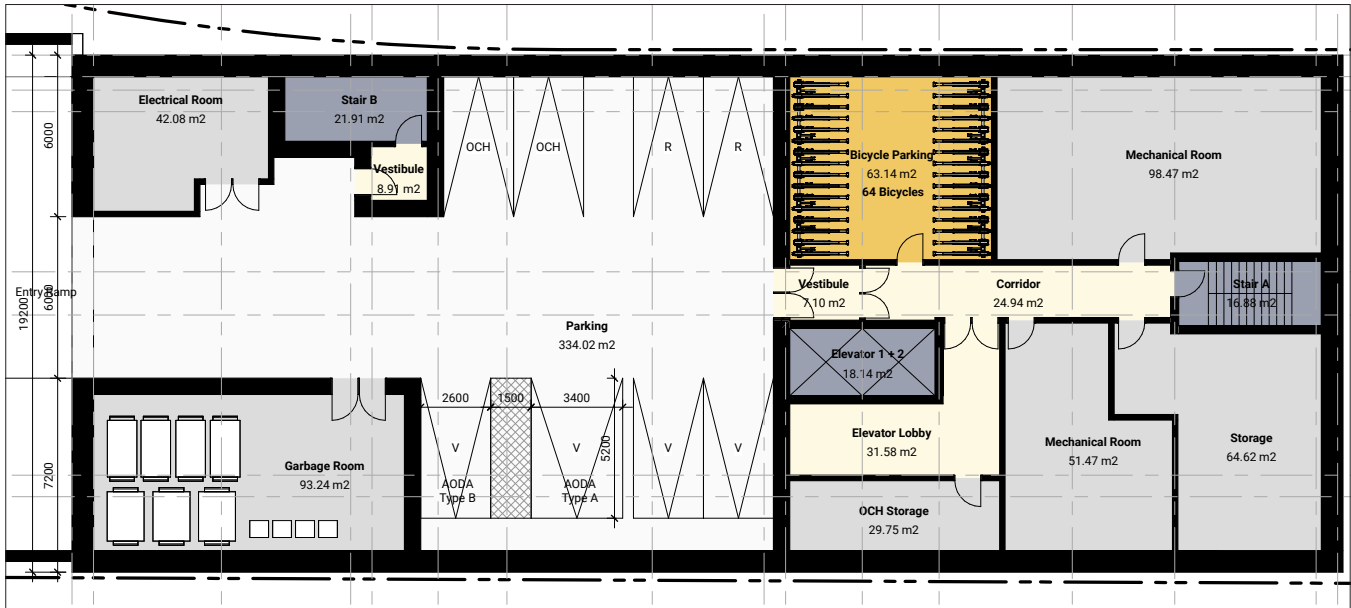 Electrical Room
42.08 m2
Stair B
21.91 m2
Vestibule
8.91 m2
OCH
OCH
R
R
Bicycle Parking
63.14 m2
64 Bicycles
Mechanical Room
98.47 m2
6000
Entry Ramp
6000
19200
Parking
334.02 m2
Vestibule
7.10 m2
Corridor
24.94 m2
Stair A
16.88 m2
Elevator 1 + 2
18.14 m2
2600
1500
3400
5200
V
V
V
V
AODA
Type B
AODA
Type A
7200
Garbage Room
93.24 m2
Elevator Lobby
31.58 m2
Mechanical Room
51.47 m2
Storage
64.62 m2
OCH Storage
29.75 m2